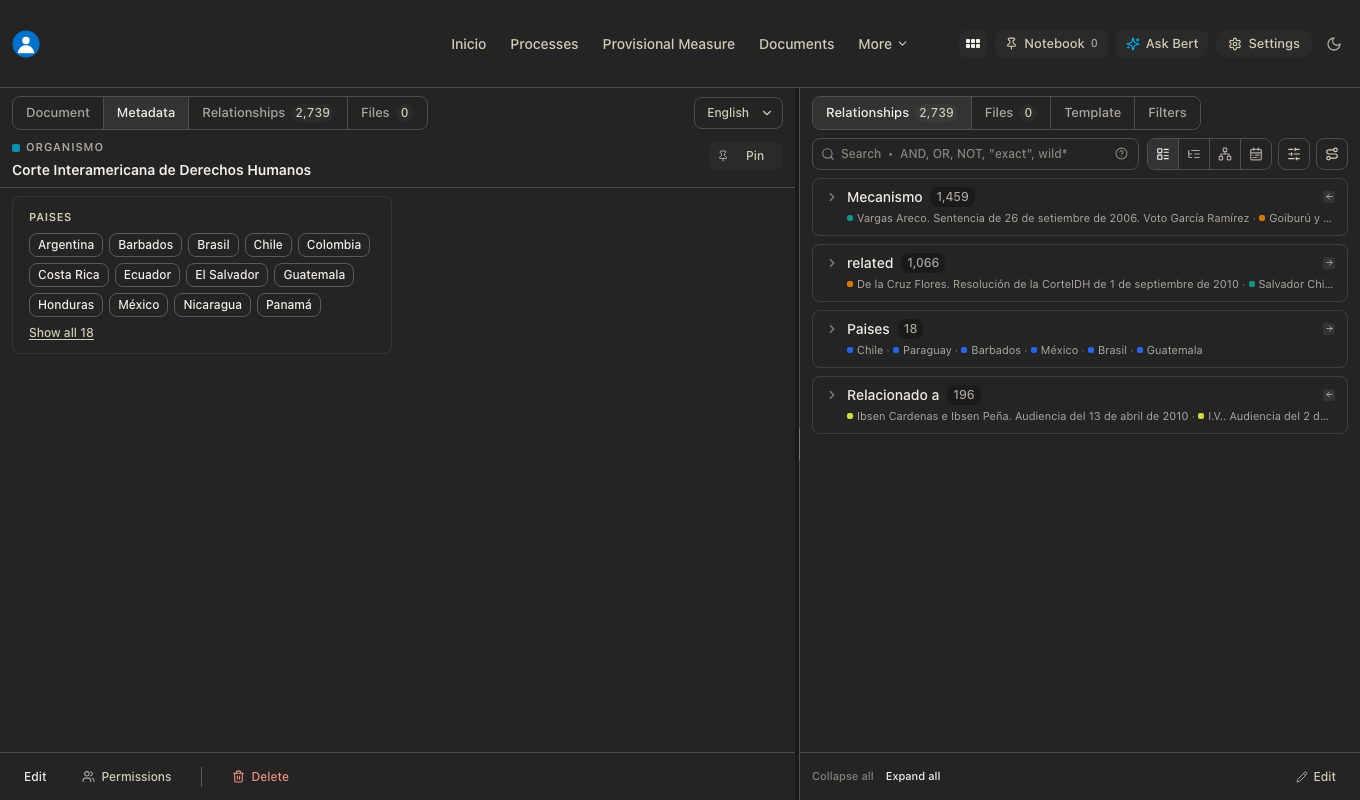 Inicio Processes Provisional Measure Documents More Notebook 0 Ask Bert Settings
Document Metadata Relationships 2,739 Files 0 English
ORGANISMO
Corte Interamericana de Derechos Humanos
Pin
PAISES
Argentina Barbados Brasil Chile Colombia
Costa Rica Ecuador El Salvador Guatemala
Honduras México Nicaragua Panamá
Show all 18
Edit Permissions Delete
Relationships 2,739 Files 0 Template Filters
Search • AND, OR, NOT, "exact", wild*
Mecanismo 1,459
Vargas Areco. Sentencia de 26 de setiembre de 2006. Voto García Ramírez · Goiburú y ...
related 1,066
De la Cruz Flores. Resolución de la CorteIDH de 1 de septiembre de 2010 · Salvador Chi...
Paises 18
Chile · Paraguay · Barbados · México · Brasil · Guatemala
Relacionado a 196
Ibsen Cardenas e Ibsen Peña. Audiencia del 13 de abril de 2010 · I.V.. Audiencia del 2 d...
Collapse all Expand all Edit